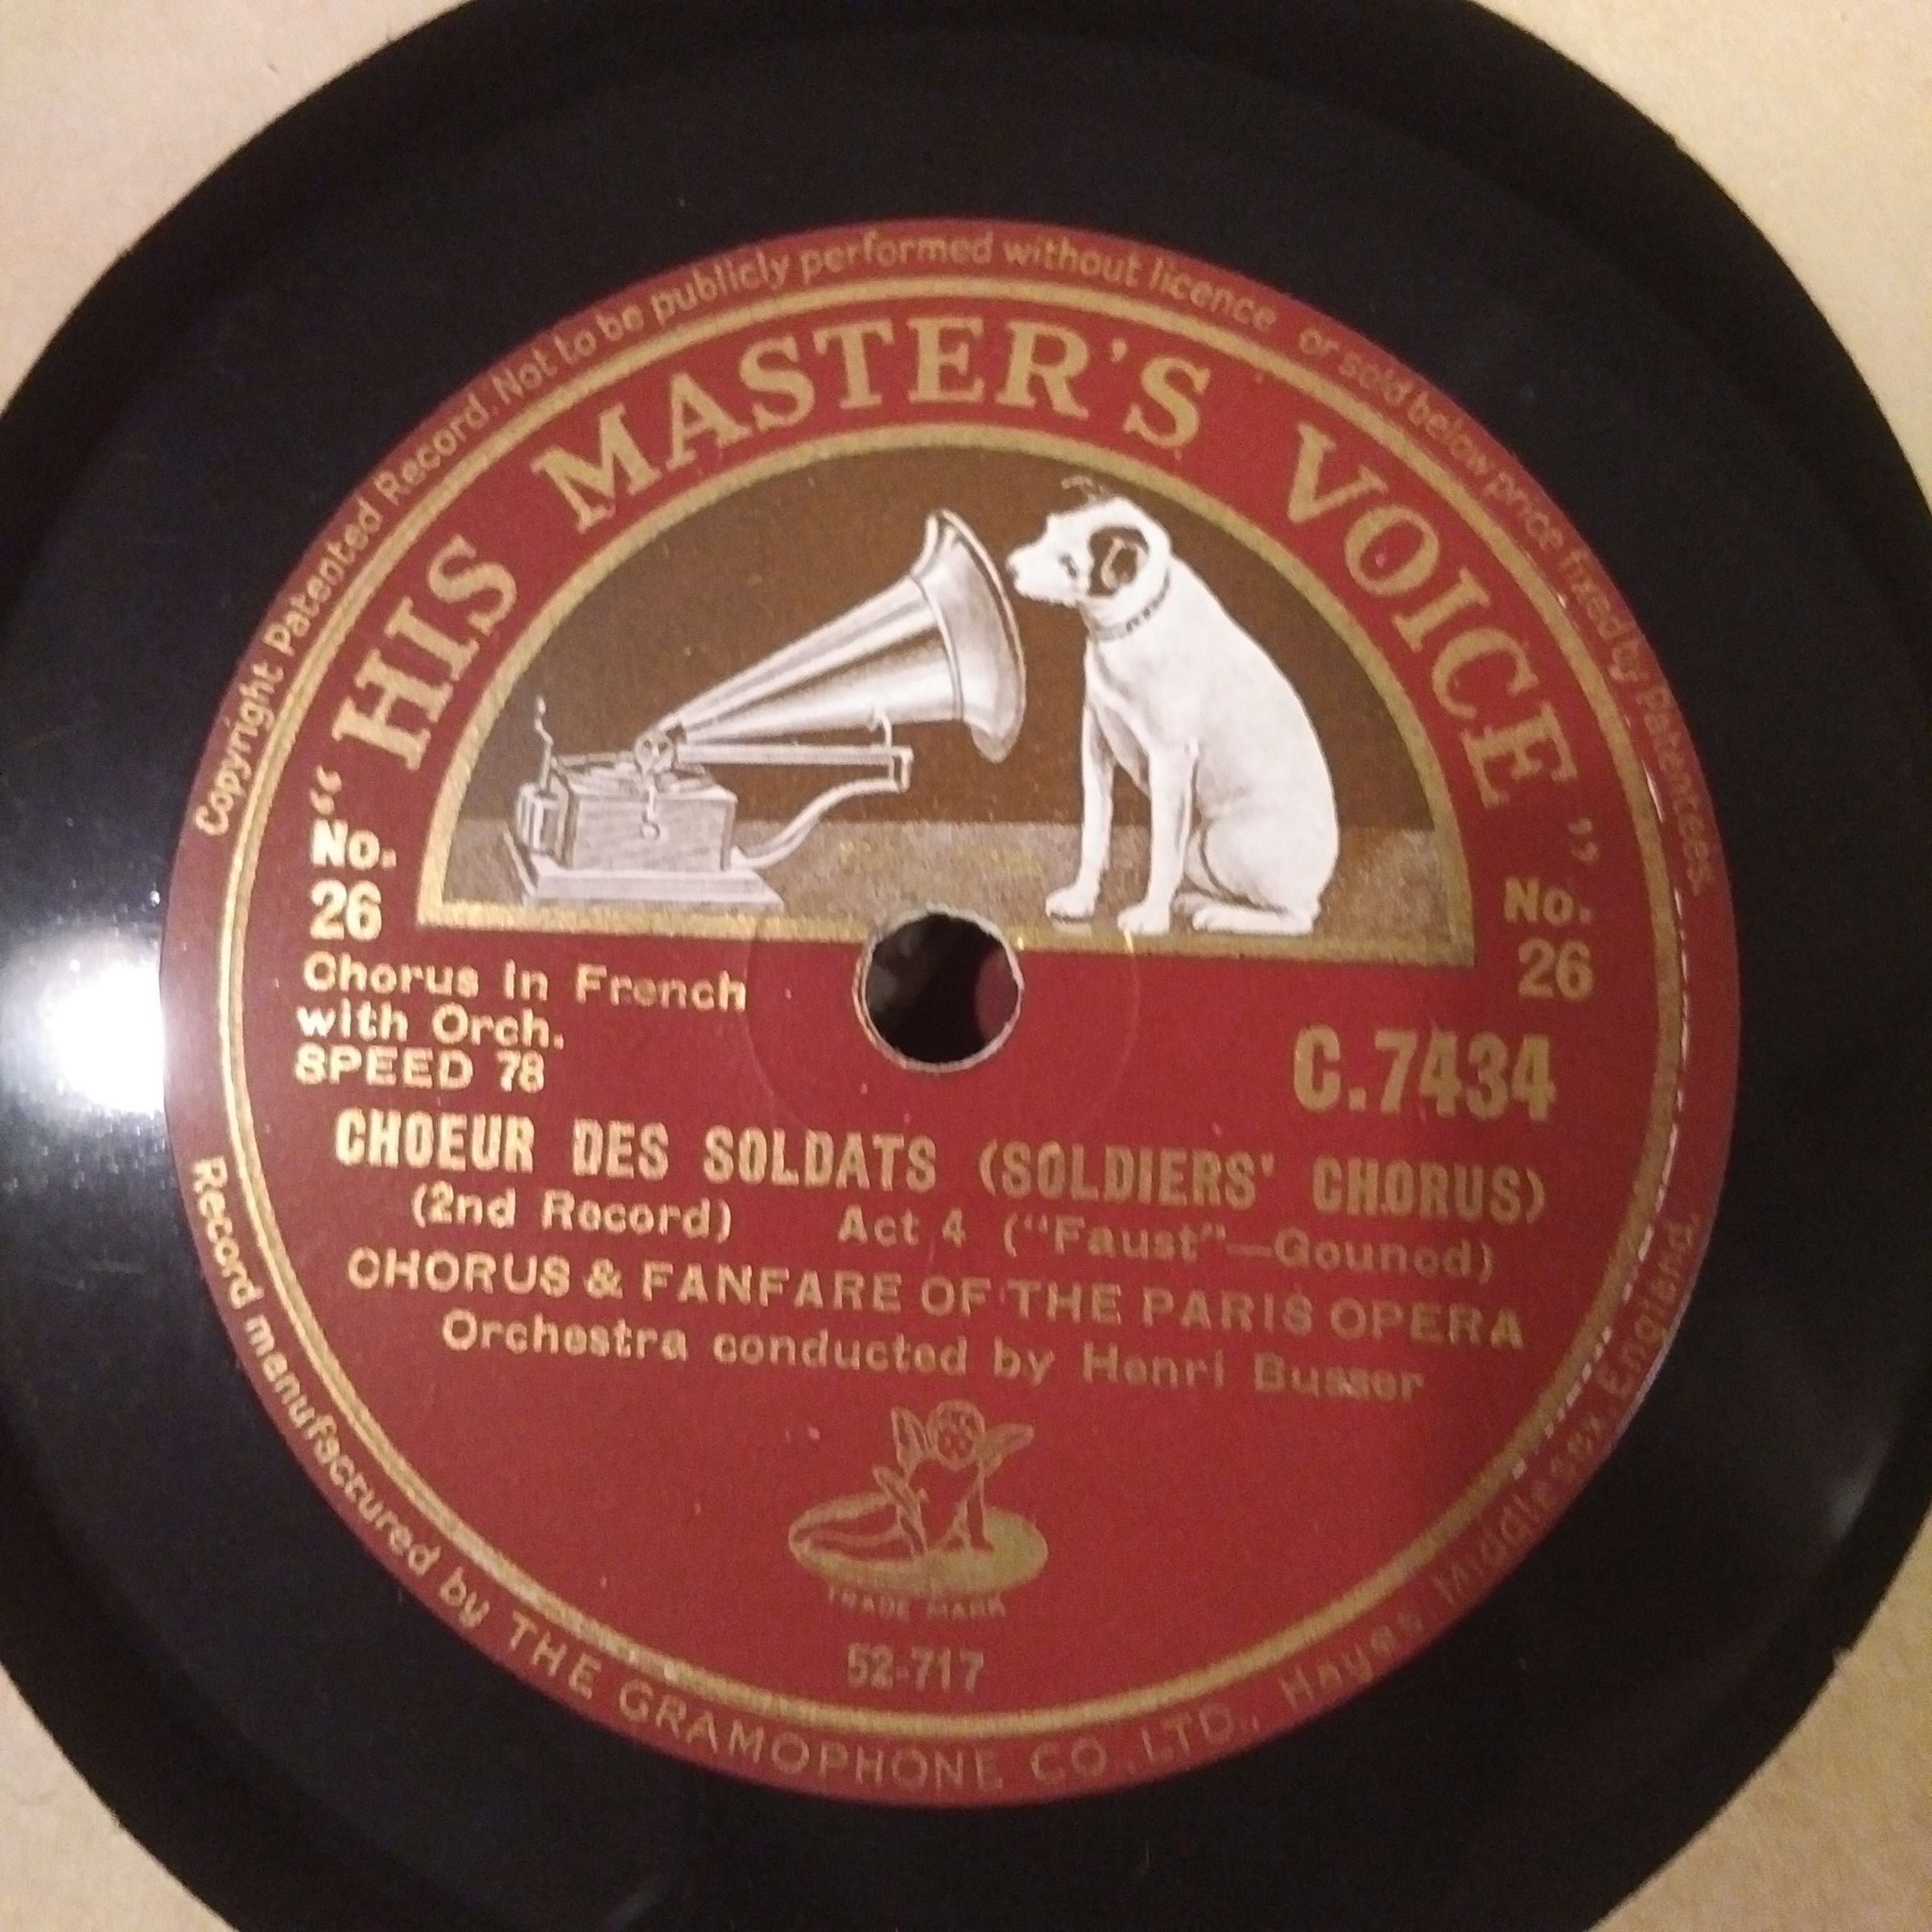 Copyright Patented Record. Not to be publicly performed without licence or sold below price fixed by Patentees.
“HIS MASTER'S VOICE”
No.
26
No.
26
Chorus in French
with Orch.
SPEED 78
C.7434
CHOEUR DES SOLDATS (SOLDIERS' CHORUS)
(2nd Record) Act 4 (“Faust”—Gounod)
CHORUS & FANFARE OF THE PARIS OPERA
Orchestra conducted by Henri Busser
TRADE MARK
52-717
Record manufactured by THE GRAMOPHONE CO., LTD., Hayes, Middlesex, England.